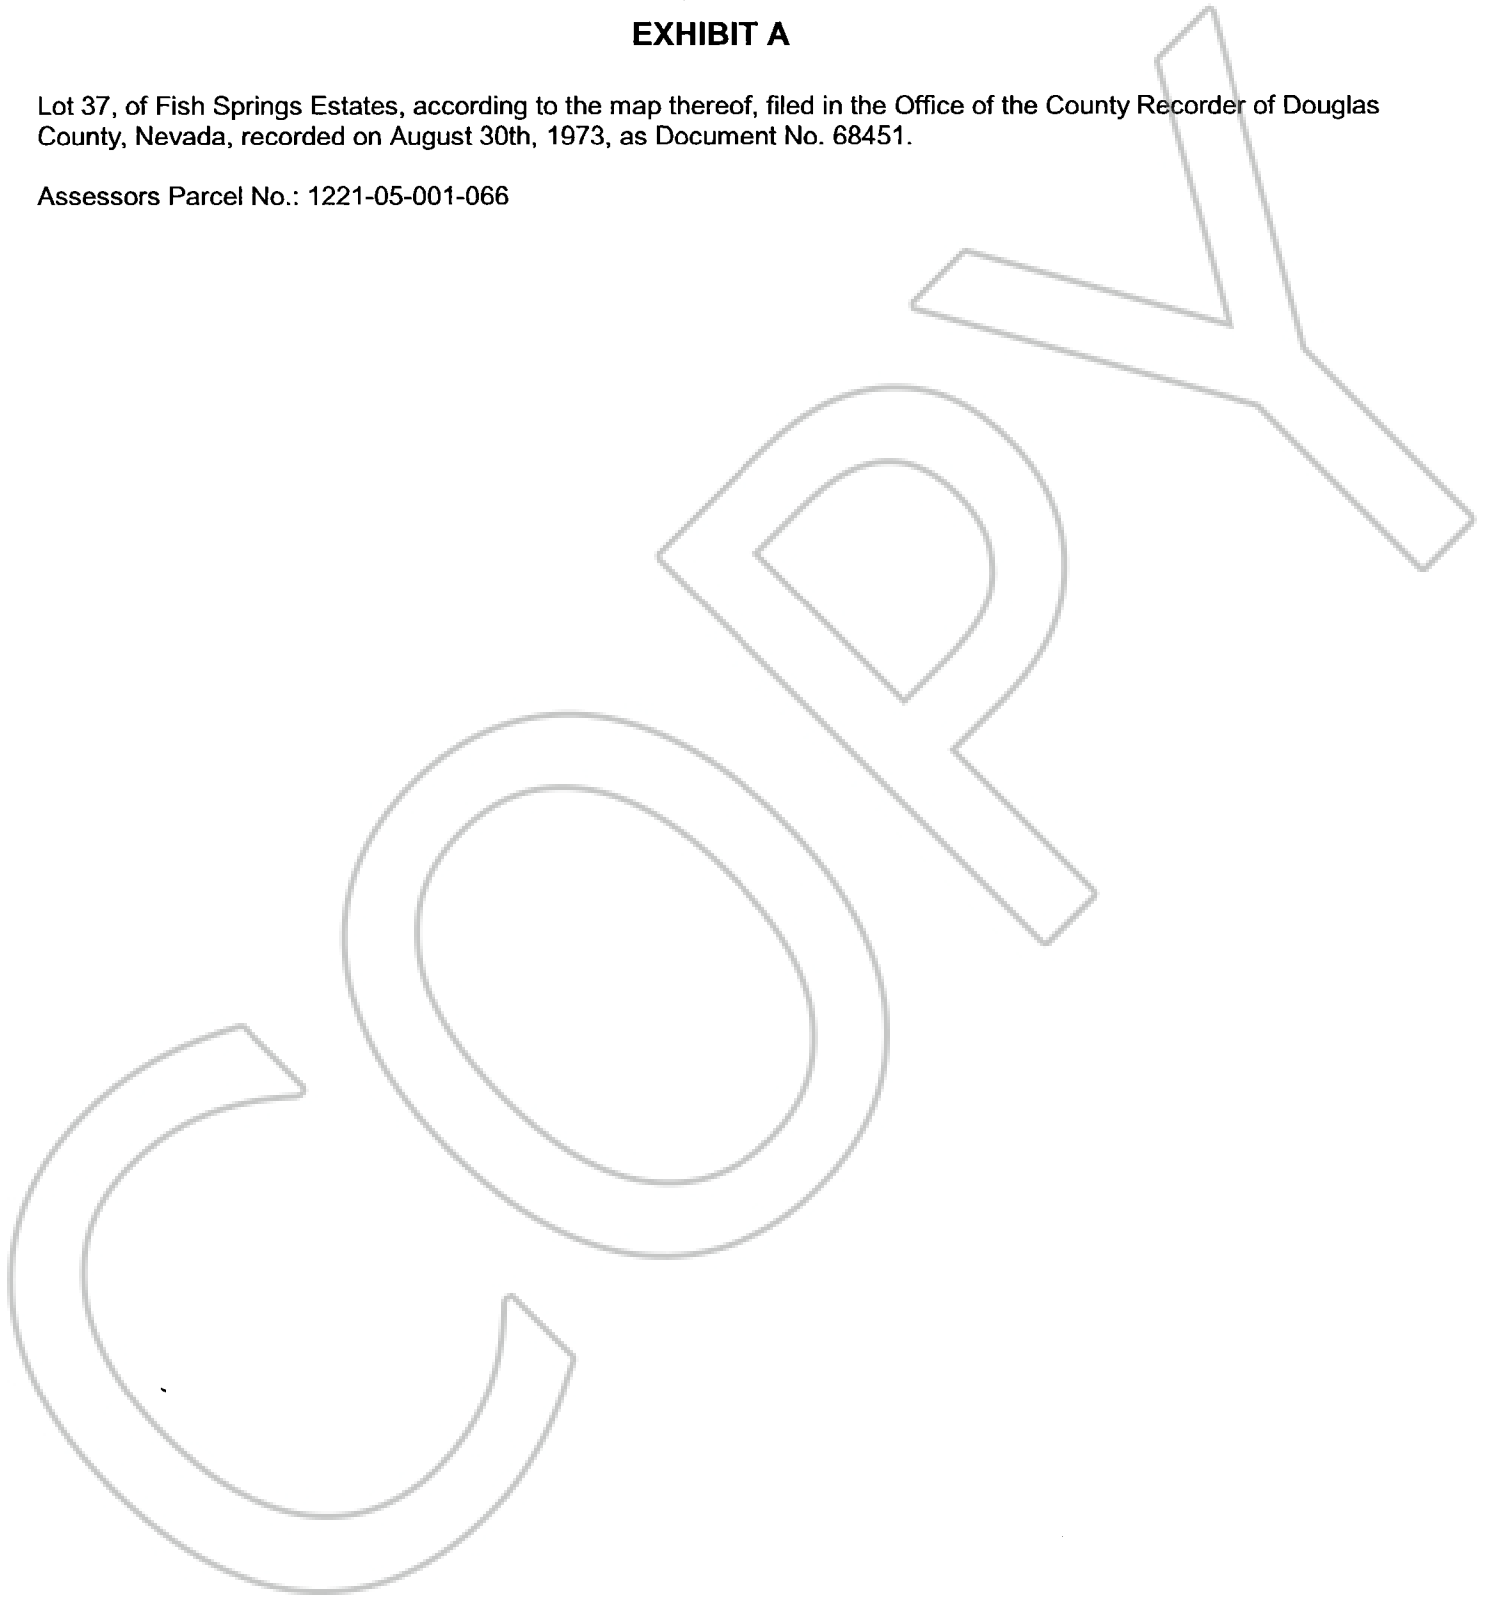 EXHIBIT A
Lot 37, of Fish Springs Estates, according to the map thereof, filed in the Office of the County Recorder of Douglas
County, Nevada, recorded on August 30th, 1973, as Document No. 68451.
Assessors Parcel No.: 1221-05-001-066
COPY